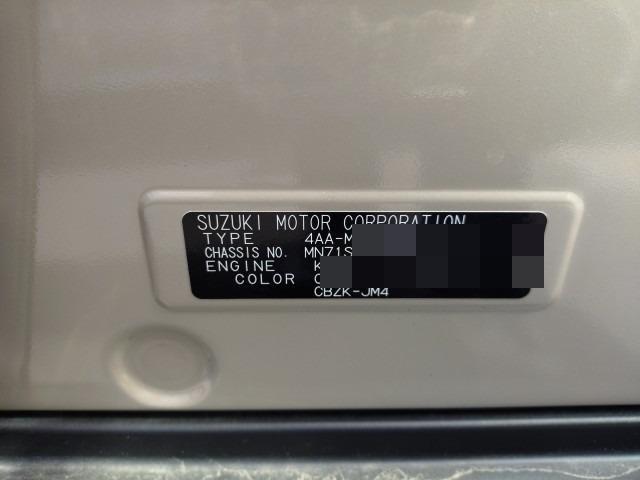 SUZUKI MOTOR CORPORATION
TYPE 4AA-M
CHASSIS NO. MN71S
ENGINE K
COLOR C
CBZK-JM4